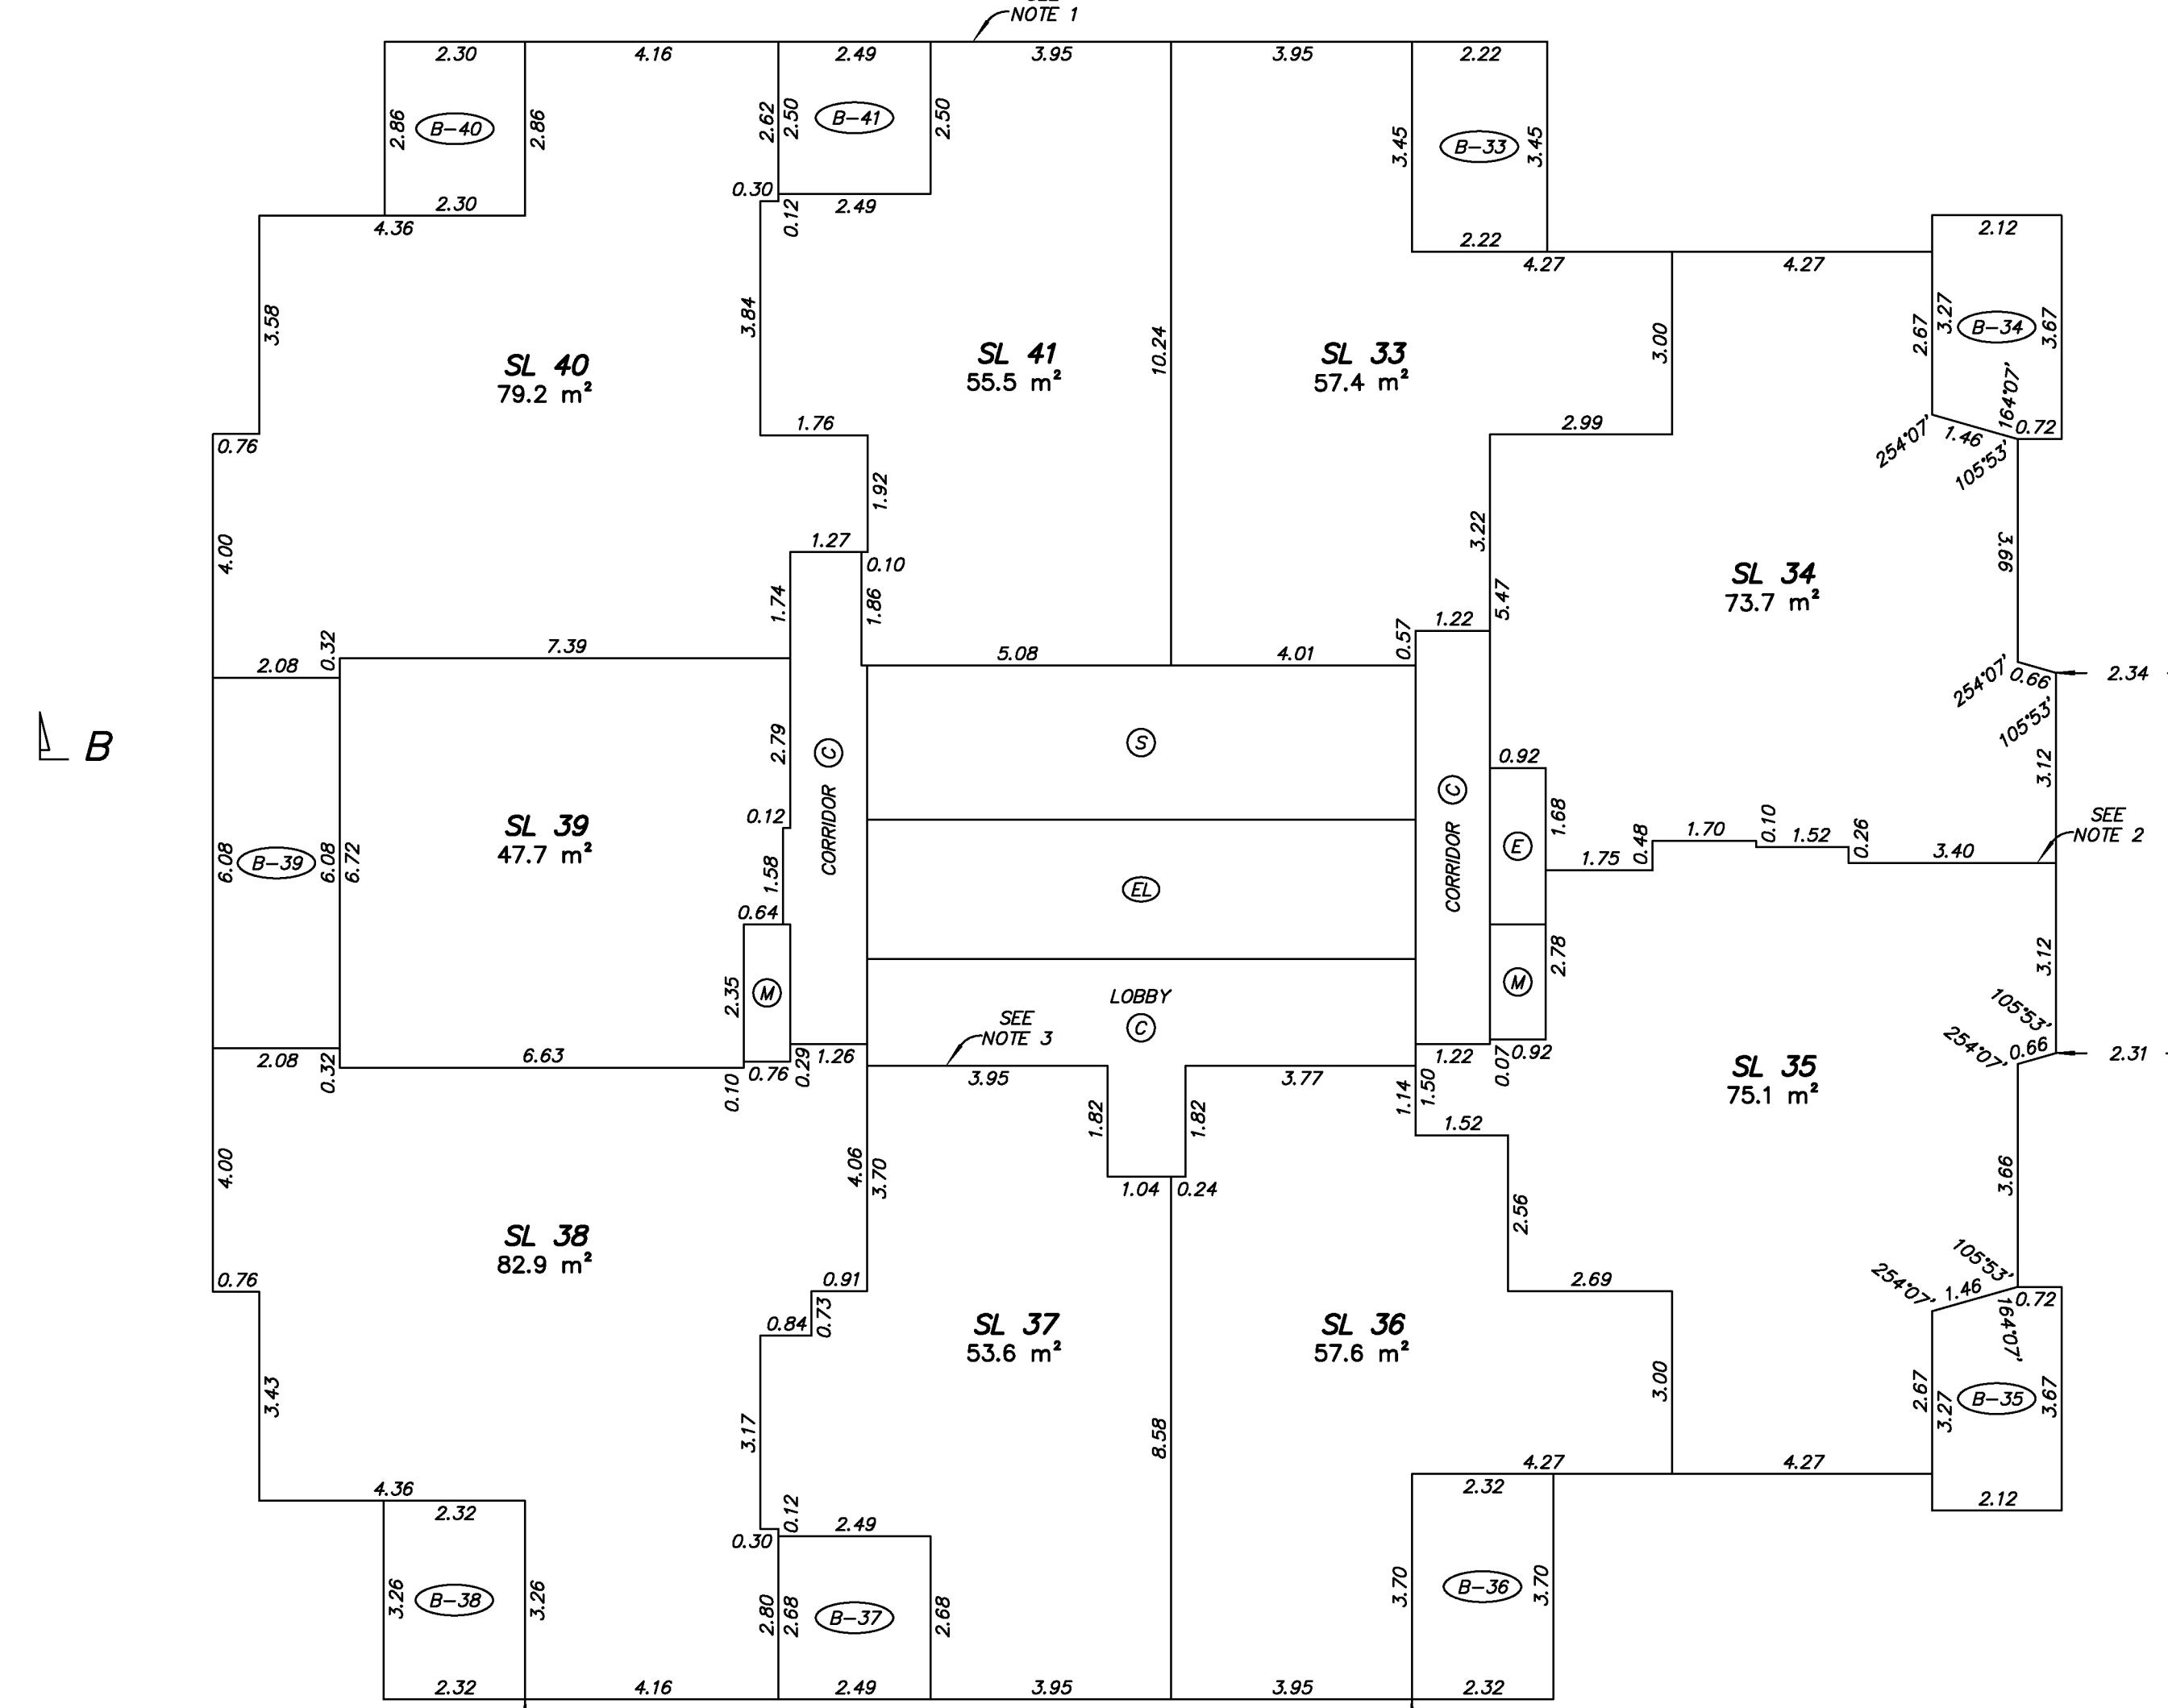 NOTE 1
2.30 4.16 2.49 3.95 3.95 2.22
2.86 B-40 2.86 2.62 2.50 B-41 2.50 3.45 B-33 3.45
0.30
2.30 2.49
4.36 0.12 2.22 2.12
4.27 4.27
3.58 3.84 10.24 3.00 2.67 3.27 B-34 3.67
SL 40
79.2 m²
SL 41
55.5 m²
SL 33
57.4 m²
164°07'
1.76 2.99 254°07' 1.46 0.72
0.76 105°53'
1.92
4.00 1.27 3.22 3.66
0.10
SL 34
73.7 m²
1.74 1.86 5.47
0.32 7.39 5.08 4.01 0.57 1.22
2.08 254°07' 0.66 2.34
105°53'
B
2.79 C S 0.92 3.12
0.12 CORRIDOR C 1.68 0.48 1.70 0.10 1.52 0.26 SEE
NOTE 2
SL 39
47.7 m²
6.08 B-39 6.08 6.72 1.58 E 1.75 3.40
EL CORRIDOR
0.64 2.78 3.12
2.35 M LOBBY M
C
SEE
NOTE 3
105°53'
2.08 0.32 6.63 0.10 0.76 0.29 1.26 3.95 3.77 1.22 0.07 0.92 254°07' 0.66 2.31
SL 35
75.1 m²
1.82 1.82 1.14 1.50
1.52
4.00 4.06 3.70 1.04 0.24 2.56 3.66
SL 38
82.9 m²
105°53'
0.76 0.91 2.69 254°07' 1.46 0.72
0.84 0.73 164°07'
SL 37
53.6 m²
SL 36
57.6 m²
3.43 3.17 8.58 3.00 2.67 3.27 B-35 3.67
4.36 4.27 4.27
2.32 0.12 2.49 2.32 2.12
0.30
3.26 B-38 3.26 2.80 2.68 B-37 2.68 3.70 B-36 3.70
2.32 4.16 2.49 3.95 3.95 2.32